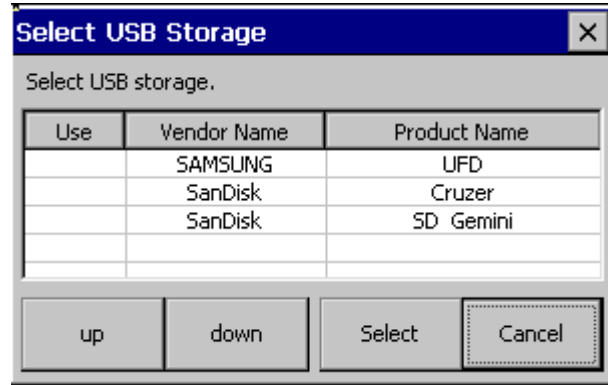 Select USB Storage
Select USB storage.
Use Vendor Name Product Name
SAMSUNG UFD
SanDisk Cruzer
SanDisk SD Gemini
up down Select Cancel